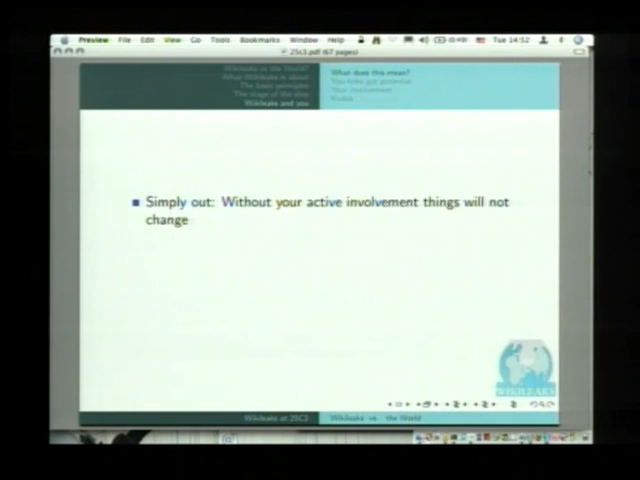 Preview File Edit View Go Tools Bookmarks Window Help (0:49) Tue 14:52
25c3.pdf (67 pages)
Wikileaks vs the World?
What Wikileaks is about
The basic principles
The stage of the play
Wikileaks and you
What does this mean?
You folks got potential
Your involvement
Simply out: Without your active involvement things will not
change
WIKILEAKS
Wikileaks at 25C3
Wikileaks vs. the World